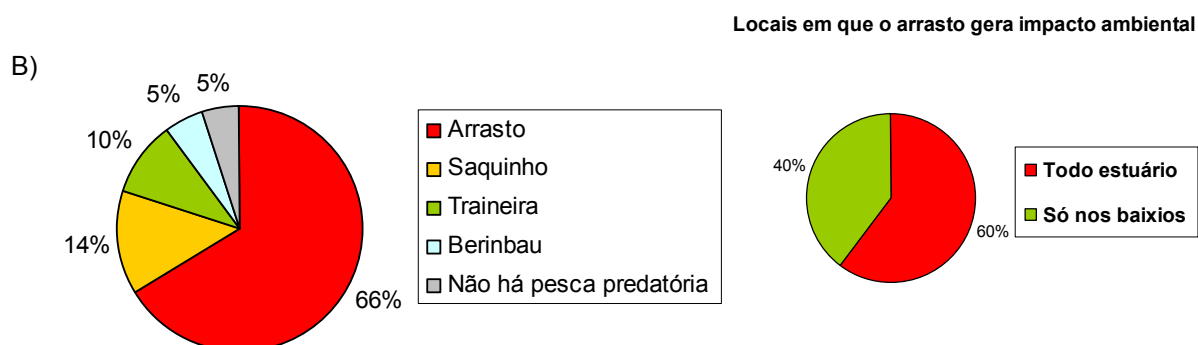 Locais em que o arrasto gera impacto ambiental
B)
5%
5%
10%
14%
66%
Arrasto
Saquinho
Traineira
Berinbau
Não há pesca predatória
40%
60%
Todo estuário
Só nos baixios